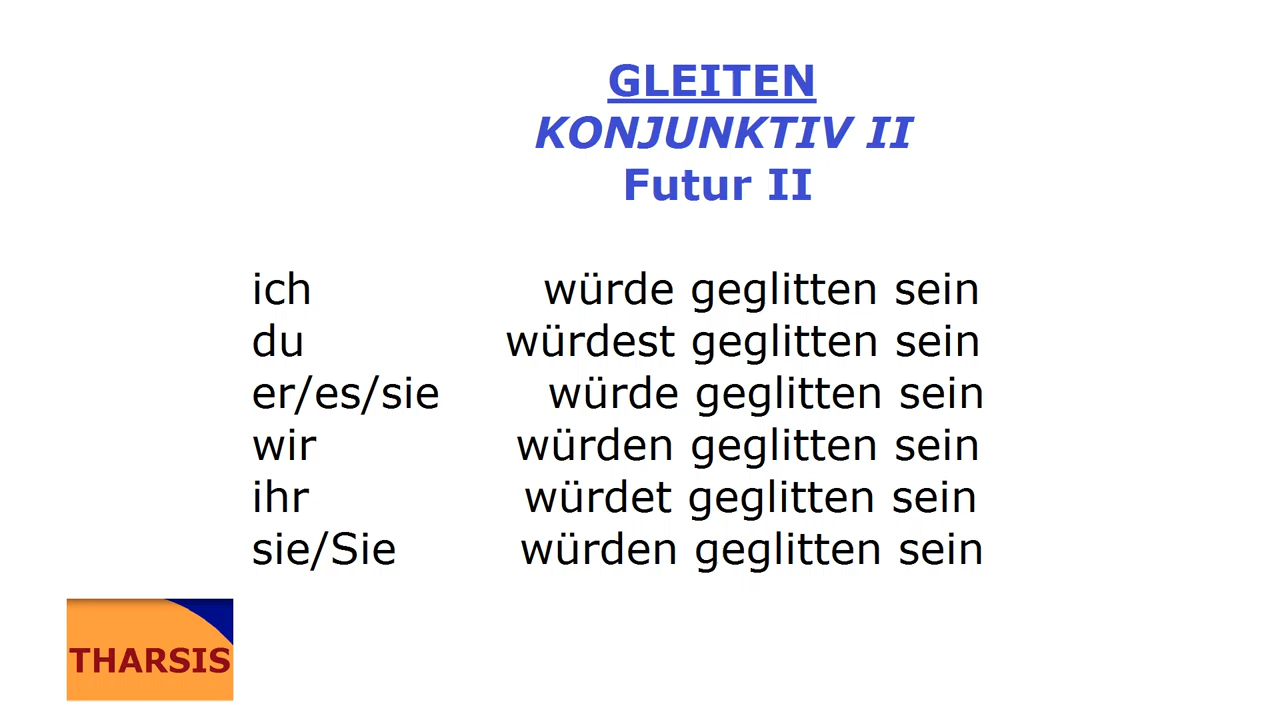 GLEITEN
KONJUNKTIV II
Futur II
ich würde geglitten sein
du würdest geglitten sein
er/es/sie würde geglitten sein
wir würden geglitten sein
ihr würdet geglitten sein
sie/Sie würden geglitten sein
THARSIS